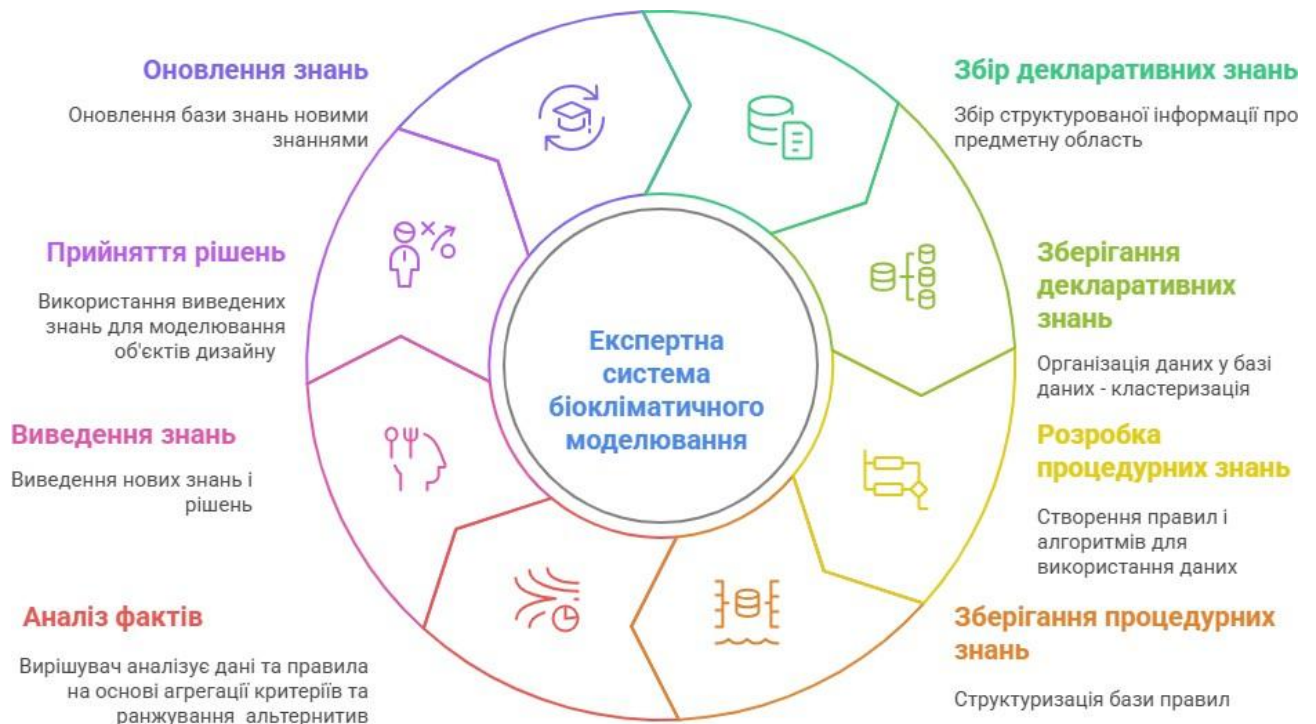 Оновлення знань
Оновлення бази знань новими
знаннями
Збір декларативних знань
Збір структурованої інформації про
предметну область
Прийняття рішень
Використання виведених
знань для моделювання
об'єктів дизайну
Зберігання
декларативних
знань
Організація даних у базі
даних - кластеризація
Експертна
система
біокліматичного
моделювання
Виведення знань
Виведення нових знань і
рішень
Розробка
процедурних знань
Створення правил і
алгоритмів для
використання даних
Аналіз фактів
Вирішувач аналізує дані та правила
на основі агрегації критеріїв та
ранжування альтернатив
Зберігання процедурних
знань
Структуризація бази правил